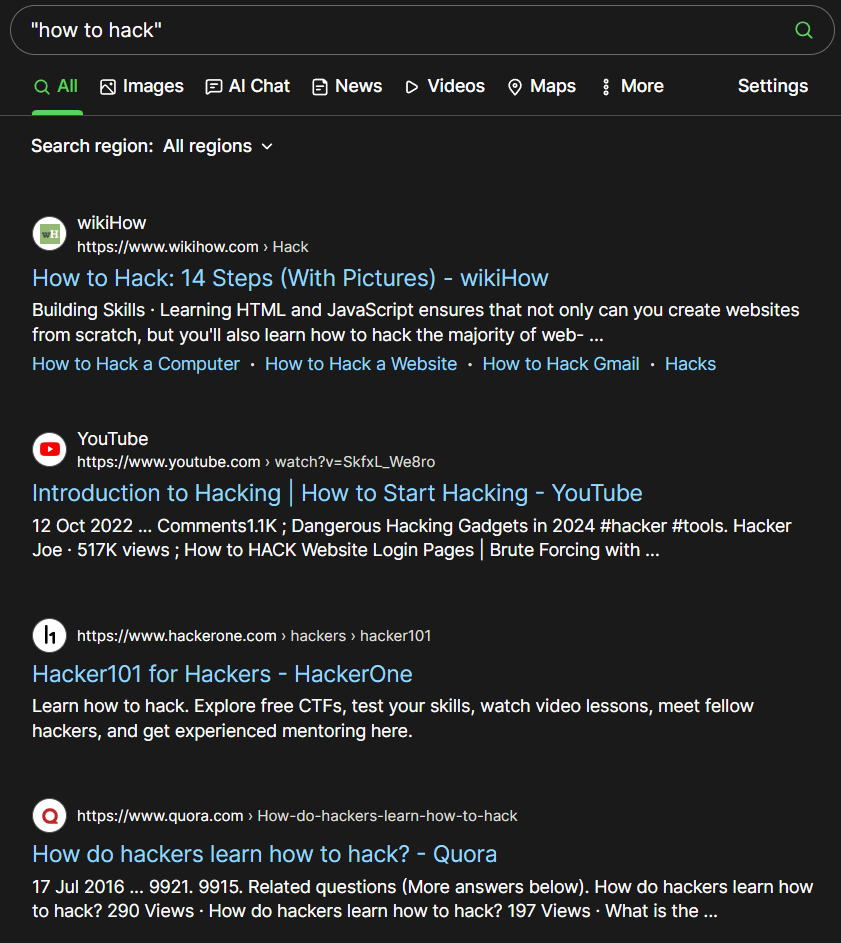 "how to hack"
All Images AI Chat News Videos Maps More Settings
Search region: All regions
wikiHow
https://www.wikihow.com › Hack
How to Hack: 14 Steps (With Pictures) - wikiHow
Building Skills · Learning HTML and JavaScript ensures that not only can you create websites
from scratch, but you'll also learn how to hack the majority of web- ...
How to Hack a Computer · How to Hack a Website · How to Hack Gmail · Hacks
YouTube
https://www.youtube.com › watch?v=SkfxL_We8ro
Introduction to Hacking | How to Start Hacking - YouTube
12 Oct 2022 ... Comments1.1K ; Dangerous Hacking Gadgets in 2024 #hacker #tools. Hacker
Joe · 517K views ; How to HACK Website Login Pages | Brute Forcing with ...
https://www.hackerone.com › hackers › hacker101
Hacker101 for Hackers - HackerOne
Learn how to hack. Explore free CTFs, test your skills, watch video lessons, meet fellow
hackers, and get experienced mentoring here.
https://www.quora.com › How-do-hackers-learn-how-to-hack
How do hackers learn how to hack? - Quora
17 Jul 2016 ... 9921. 9915. Related questions (More answers below). How do hackers learn how
to hack? 290 Views · How do hackers learn how to hack? 197 Views · What is the ...